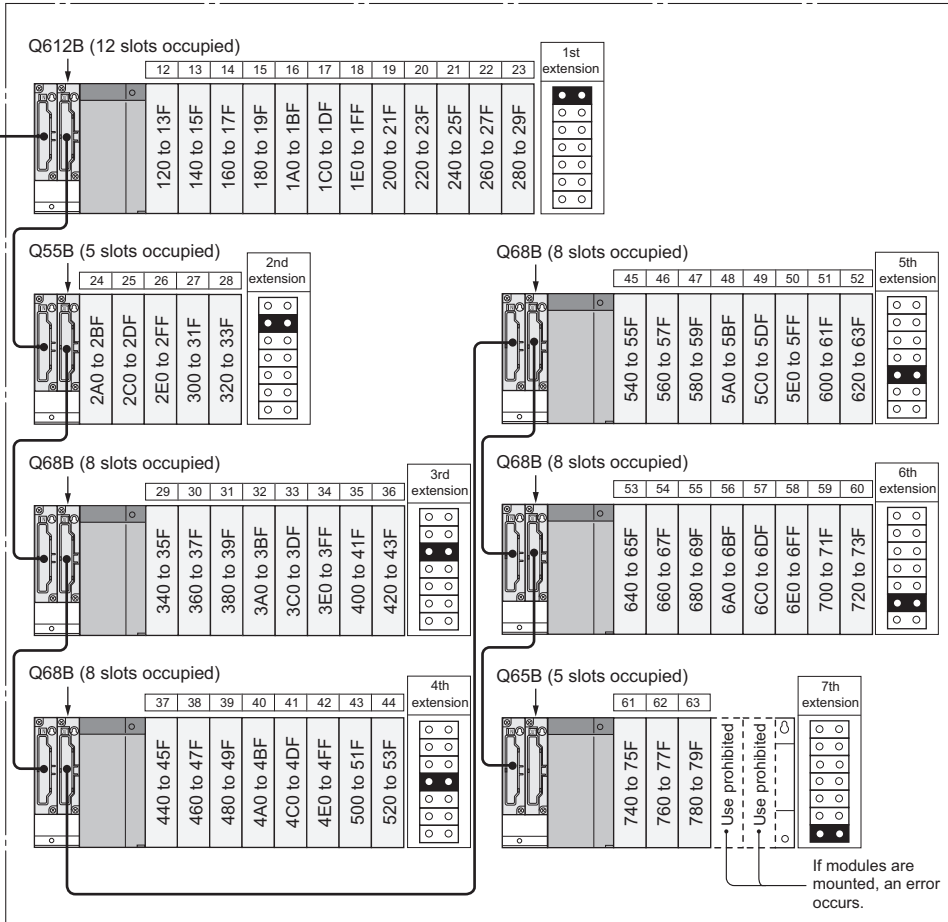 Q612B (12 slots occupied)
1st
extension
12 13 14 15 16 17 18 19 20 21 22 23
120 to 13F
140 to 15F
160 to 17F
180 to 19F
1A0 to 1BF
1C0 to 1DF
1E0 to 1FF
200 to 21F
220 to 23F
240 to 25F
260 to 27F
280 to 29F
Q55B (5 slots occupied)
2nd
extension
24 25 26 27 28
2A0 to 2BF
2C0 to 2DF
2E0 to 2FF
300 to 31F
320 to 33F
Q68B (8 slots occupied)
3rd
extension
29 30 31 32 33 34 35 36
340 to 35F
360 to 37F
380 to 39F
3A0 to 3BF
3C0 to 3DF
3E0 to 3FF
400 to 41F
420 to 43F
Q68B (8 slots occupied)
4th
extension
37 38 39 40 41 42 43 44
440 to 45F
460 to 47F
480 to 49F
4A0 to 4BF
4C0 to 4DF
4E0 to 4FF
500 to 51F
520 to 53F
Q68B (8 slots occupied)
5th
extension
45 46 47 48 49 50 51 52
540 to 55F
560 to 57F
580 to 59F
5A0 to 5BF
5C0 to 5DF
5E0 to 5FF
600 to 61F
620 to 63F
Q68B (8 slots occupied)
6th
extension
53 54 55 56 57 58 59 60
640 to 65F
660 to 67F
680 to 69F
6A0 to 6BF
6C0 to 6DF
6E0 to 6FF
700 to 71F
720 to 73F
Q65B (5 slots occupied)
7th
extension
61 62 63
740 to 75F
760 to 77F
780 to 79F
Use prohibited
Use prohibited
If modules are
mounted, an error
occurs.